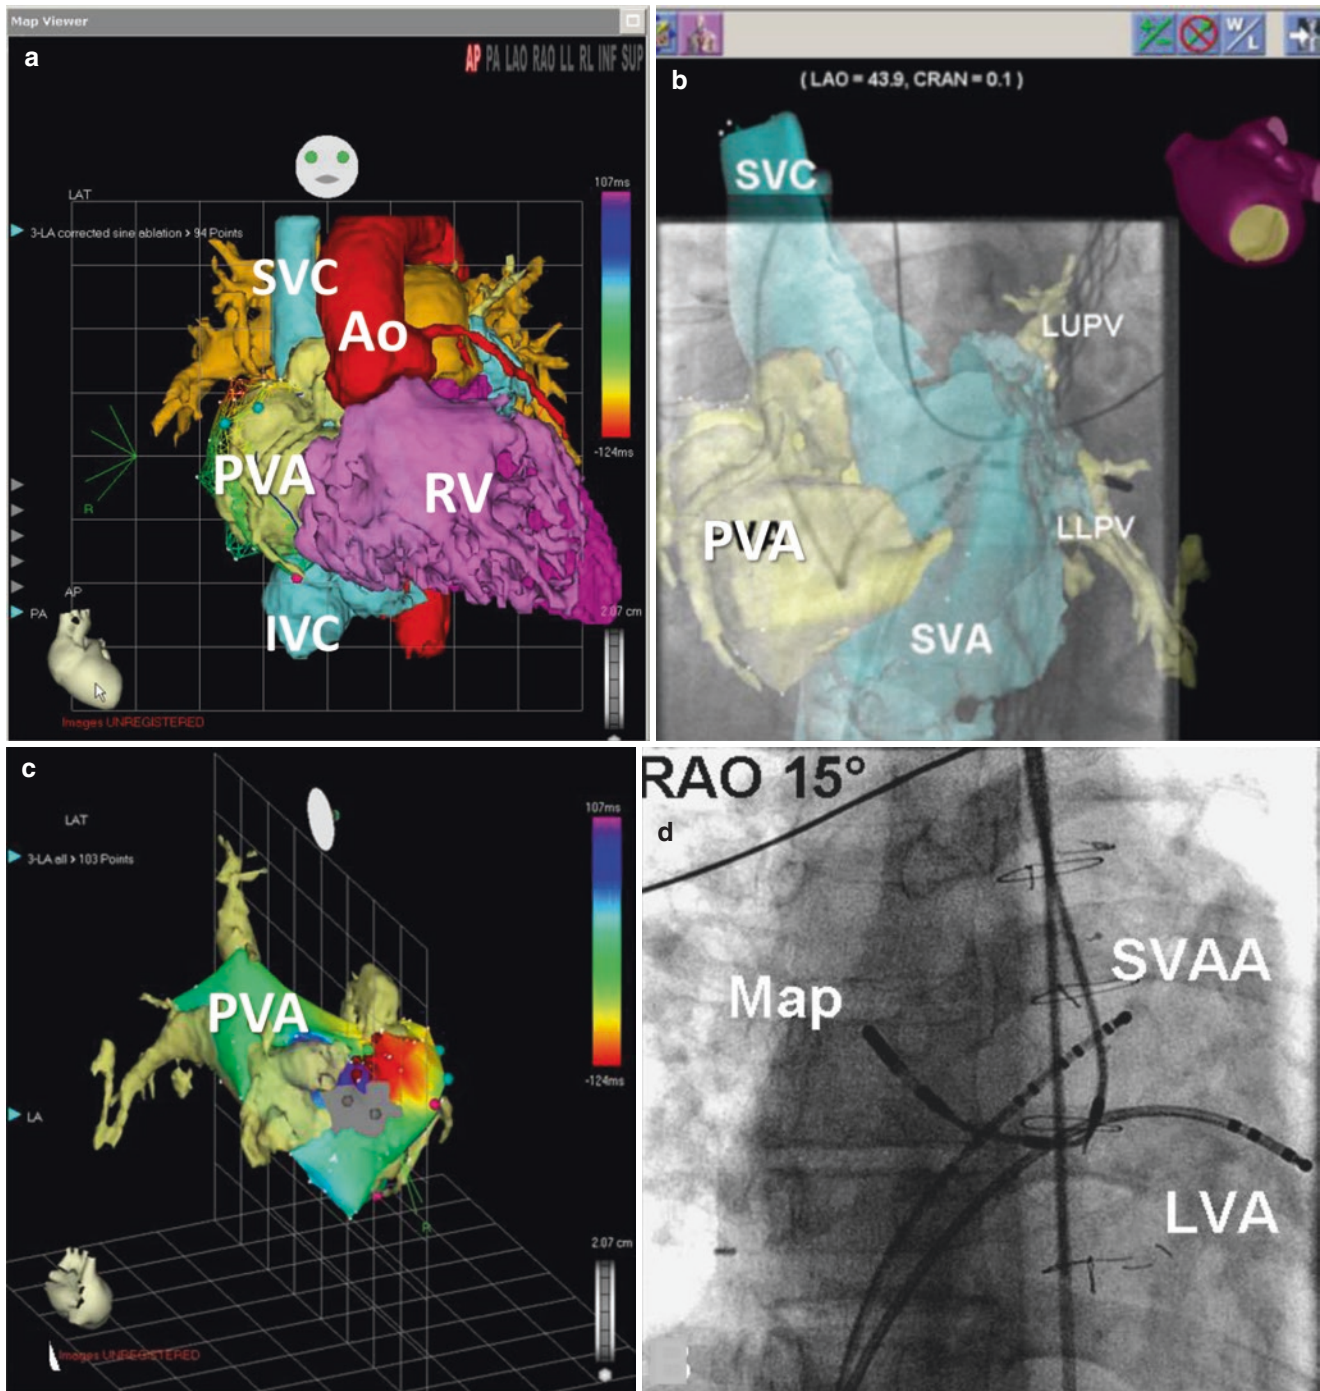 Map Viewer
a
AP PA LAO RAO LL RL INF SUP
LAT
107ms
3-LA corrected sine ablation > 94 Points
SVC
Ao
PVA
RV
-124ms
R
AP
PA
IVC
2.07 cm
Images UNREGISTERED
b
W/L
( LAO = 43.9, CRAN = 0.1 )
SVC
LUPV
PVA
LLPV
SVA
c
107ms
LAT
3-LA all > 103 Points
PVA
-124ms
LA
R
2.07 cm
Images UNREGISTERED
RAO 15°
d
SVAA
Map
LVA